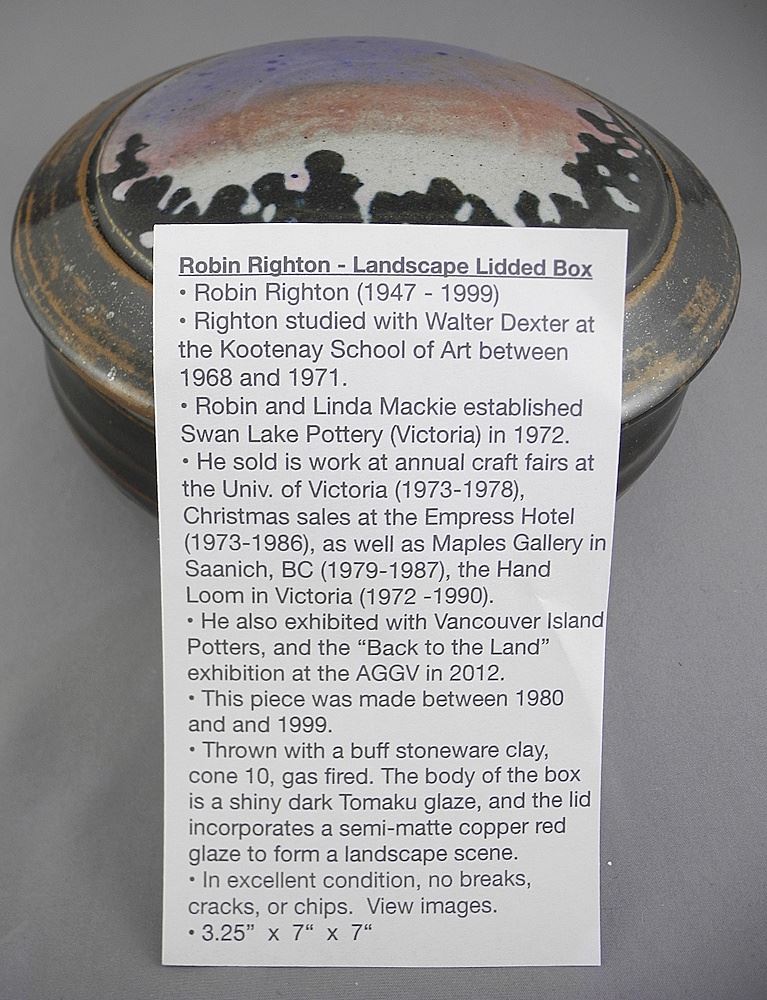 Robin Righton - Landscape Lidded Box
• Robin Righton (1947 - 1999)
• Righton studied with Walter Dexter at
the Kootenay School of Art between
1968 and 1971.
• Robin and Linda Mackie established
Swan Lake Pottery (Victoria) in 1972.
• He sold is work at annual craft fairs at
the Univ. of Victoria (1973-1978),
Christmas sales at the Empress Hotel
(1973-1986), as well as Maples Gallery in
Saanich, BC (1979-1987), the Hand
Loom in Victoria (1972 -1990).
• He also exhibited with Vancouver Island
Potters, and the “Back to the Land”
exhibition at the AGGV in 2012.
• This piece was made between 1980
and and 1999.
• Thrown with a buff stoneware clay,
cone 10, gas fired. The body of the box
is a shiny dark Tomaku glaze, and the lid
incorporates a semi-matte copper red
glaze to form a landscape scene.
• In excellent condition, no breaks,
cracks, or chips.  View images.
• 3.25”  x  7“  x  7“